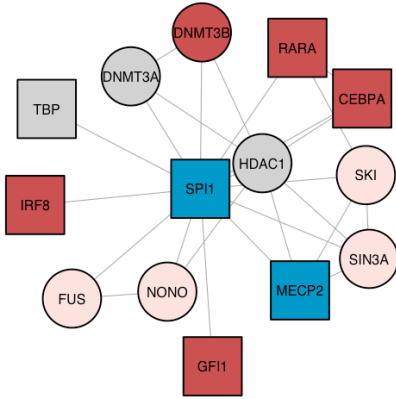 DNMT3B
RARA
DNMT3A
CEBPA
TBP
HDAC1
SKI
SPI1
IRF8
SIN3A
MECP2
FUS
NONO
GFI1